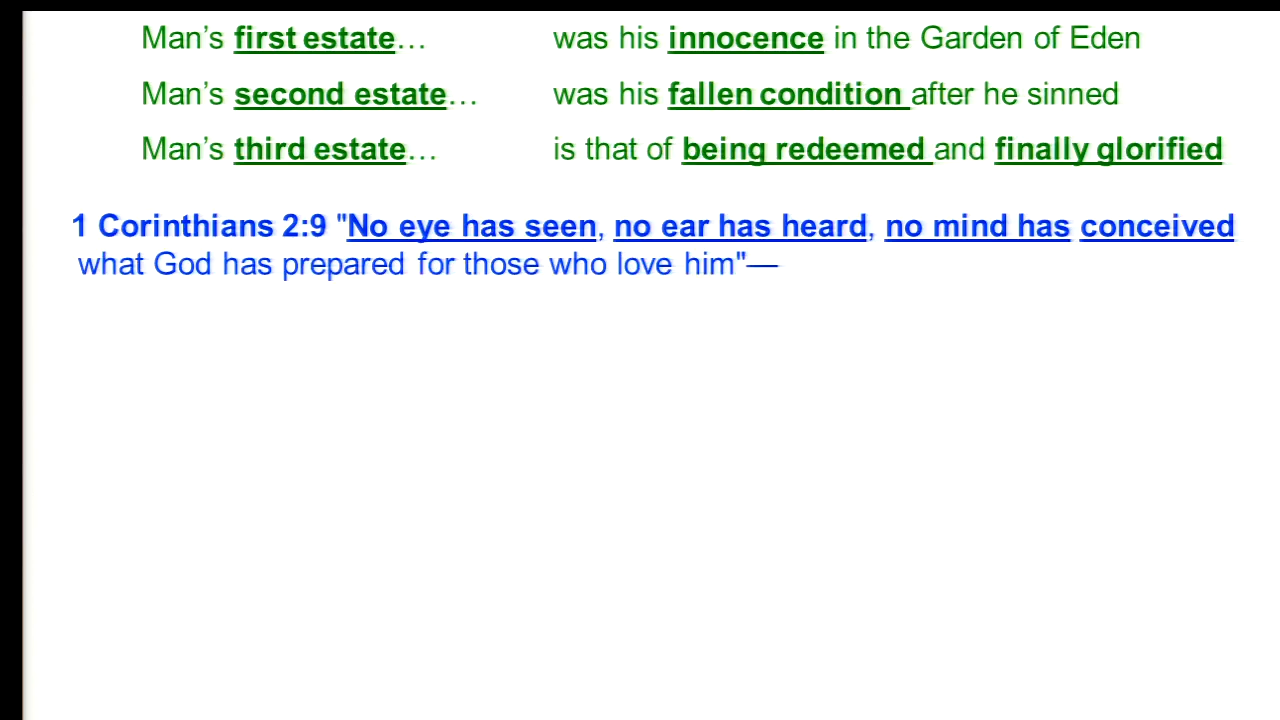 Man’s first estate… was his innocence in the Garden of Eden
Man’s second estate… was his fallen condition after he sinned
Man’s third estate… is that of being redeemed and finally glorified
1 Corinthians 2:9 "No eye has seen, no ear has heard, no mind has conceived
what God has prepared for those who love him"—